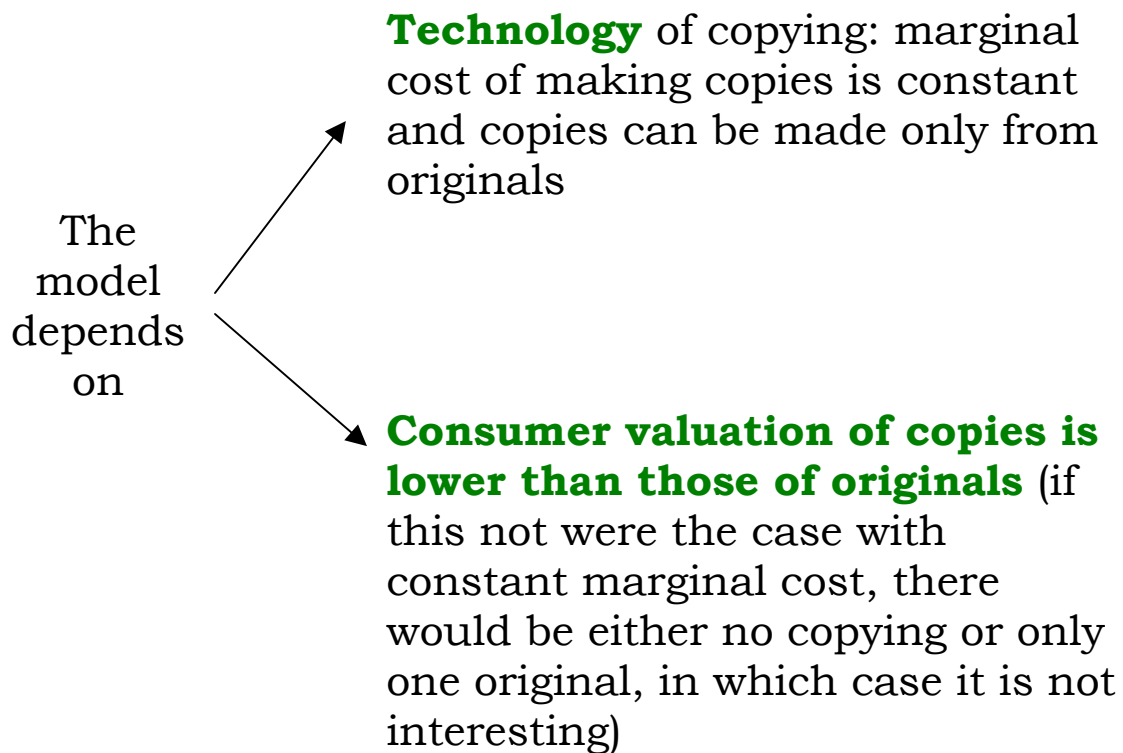 Technology of copying: marginal
cost of making copies is constant
and copies can be made only from
originals
The
model
depends
on
Consumer valuation of copies is
lower than those of originals (if
this not were the case with
constant marginal cost, there
would be either no copying or only
one original, in which case it is not
interesting)